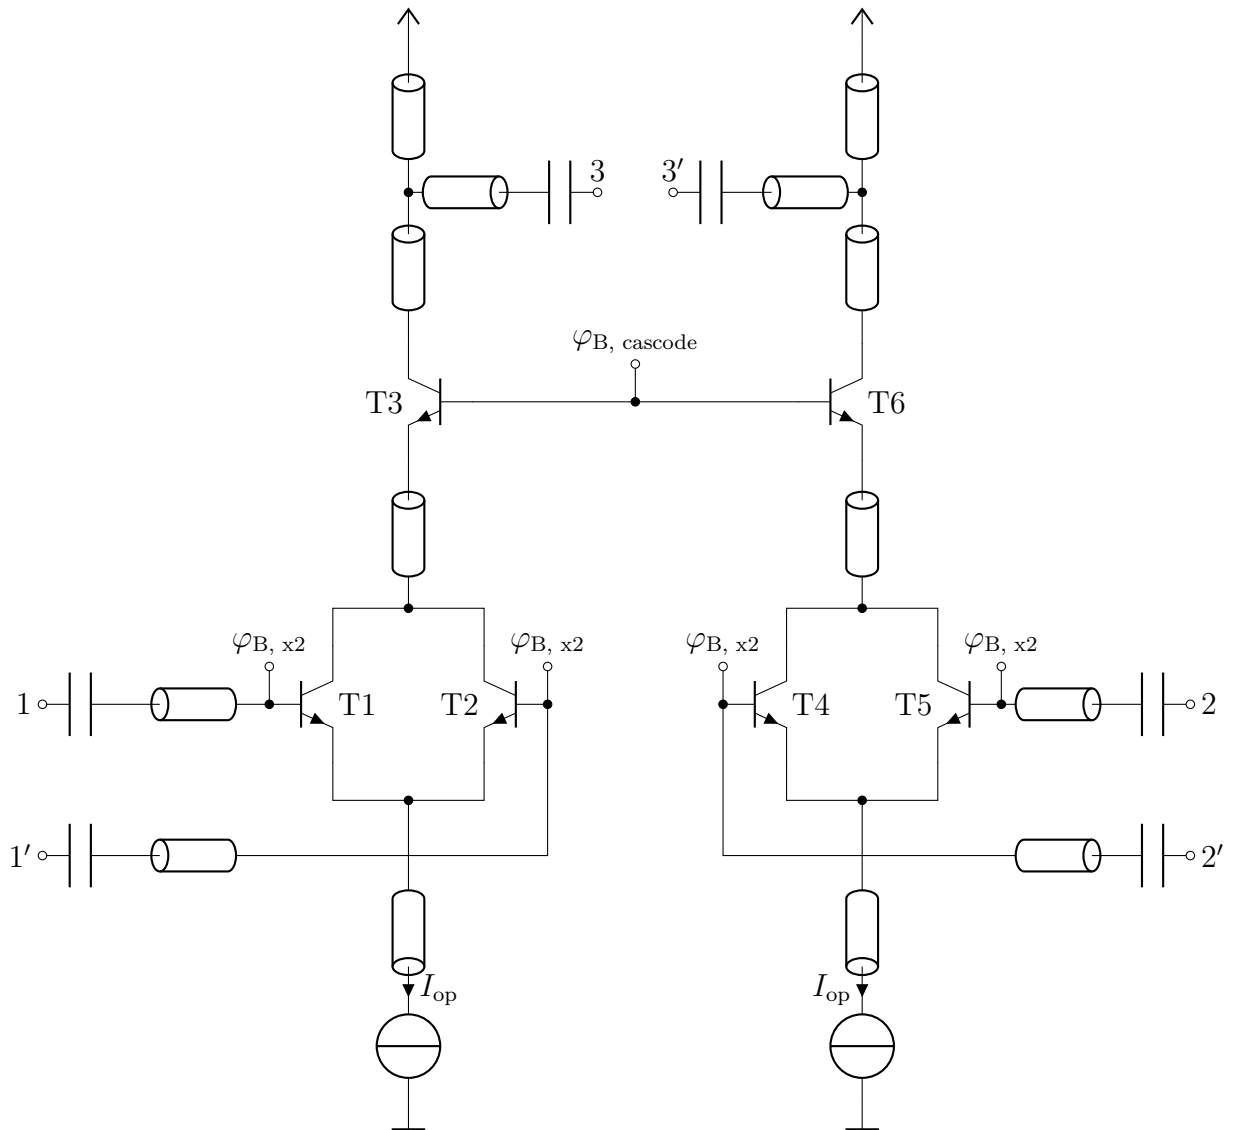 3 3′
φB, cascode
T3 T6
φB, x2 φB, x2 φB, x2 φB, x2
1 T1 T2 T4 T5 2
1′ 2′
Iop Iop